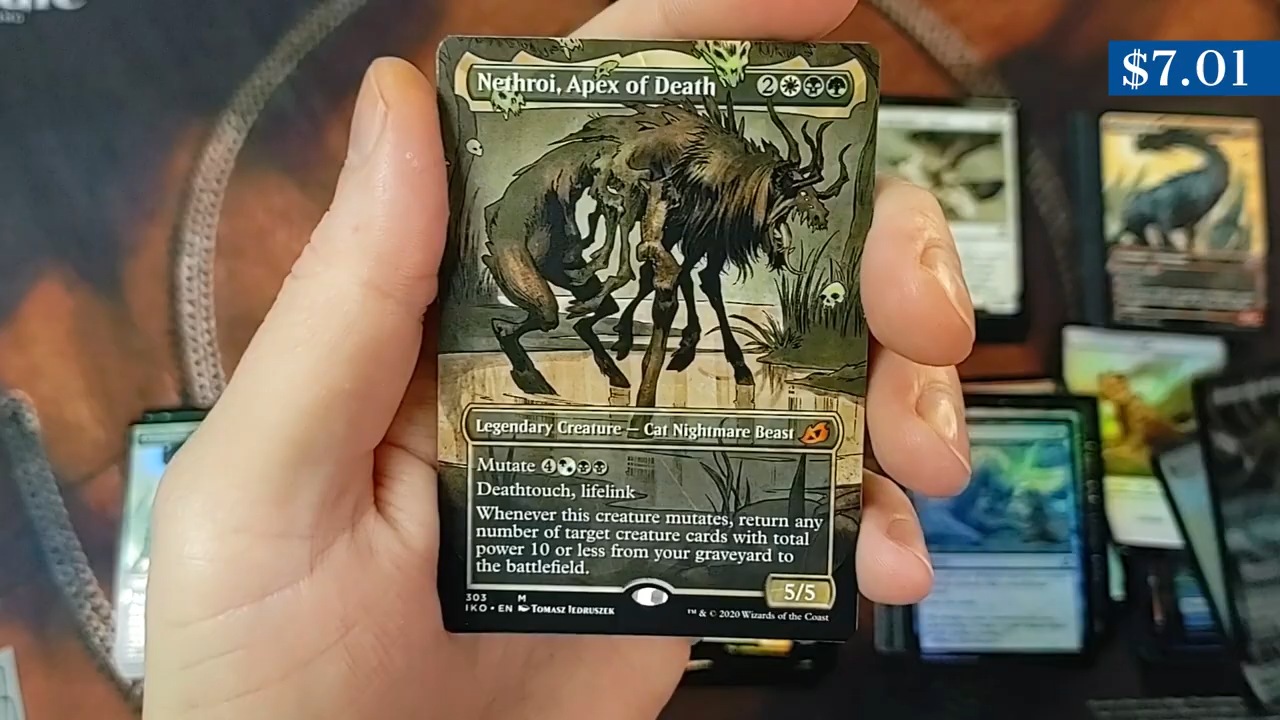 $7.01
Nethroi, Apex of Death 2
Legendary Creature — Cat Nightmare Beast
Mutate 4
Deathtouch, lifelink
Whenever this creature mutates, return any
number of target creature cards with total
power 10 or less from your graveyard to
the battlefield.
5/5
303 M
IKO • EN Tomasz Jedruszek
™ & © 2020 Wizards of the Coast